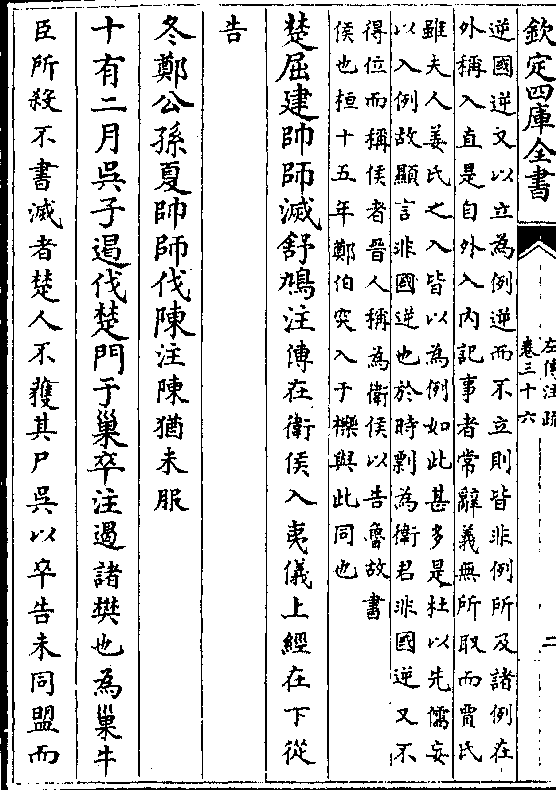 欽定四庫全書
左傳注疏
卷三十六
二
逆國逆又以立為例逆而不立則皆非例所及諸例在
外稱入直是自外入內記事者常辭義無所取而賈氏
雖夫人姜氏之入皆以為例如此甚多是杜以先儒妄
以入例故顯言非國逆也於時剽為衛君非國逆又不
得位而稱侯者晉人稱為衛侯以告魯故書
侯也桓十五年鄭伯突入于櫟與此同也
楚屈建帥師滅舒鳩注傳在衛侯入夷儀上經在下從
告
冬鄭公孫夏帥師伐陳注陳猶未服
十有二月吳子遏伐楚門于巢卒注遏諸樊也為巢牛
臣所殺不書滅者楚人不獲其尸吳以卒告未同盟而